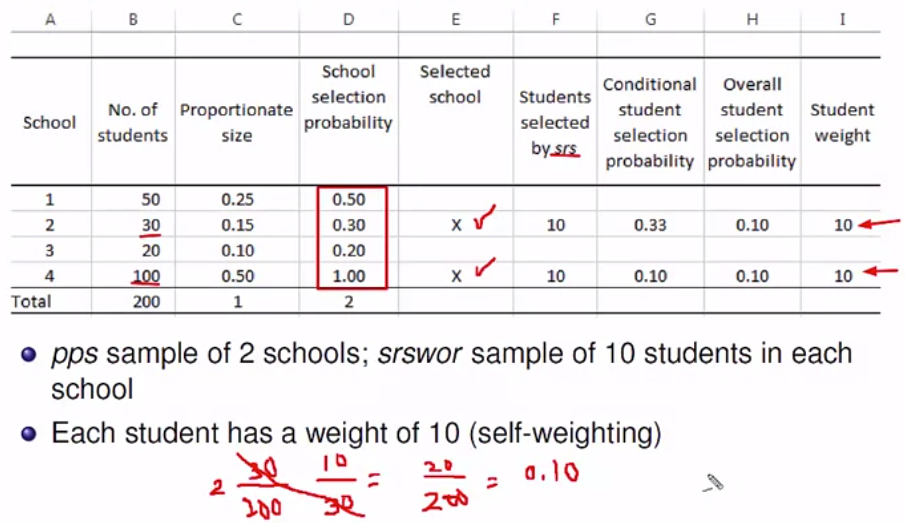 A B C D E F G H I
School No. of students Proportionate size School selection probability Selected school Students selected by srs Conditional student selection probability Overall student selection probability Student weight
1 50 0.25 0.50
2 30 0.15 0.30 X ✓ 10 0.33 0.10 10
3 20 0.10 0.20
4 100 0.50 1.00 X ✓ 10 0.10 0.10 10
Total 200 1 2
pps sample of 2 schools; srswor sample of 10 students in each
school
Each student has a weight of 10 (self-weighting)
2 30/200 10/30 = 20/200 = 0.10